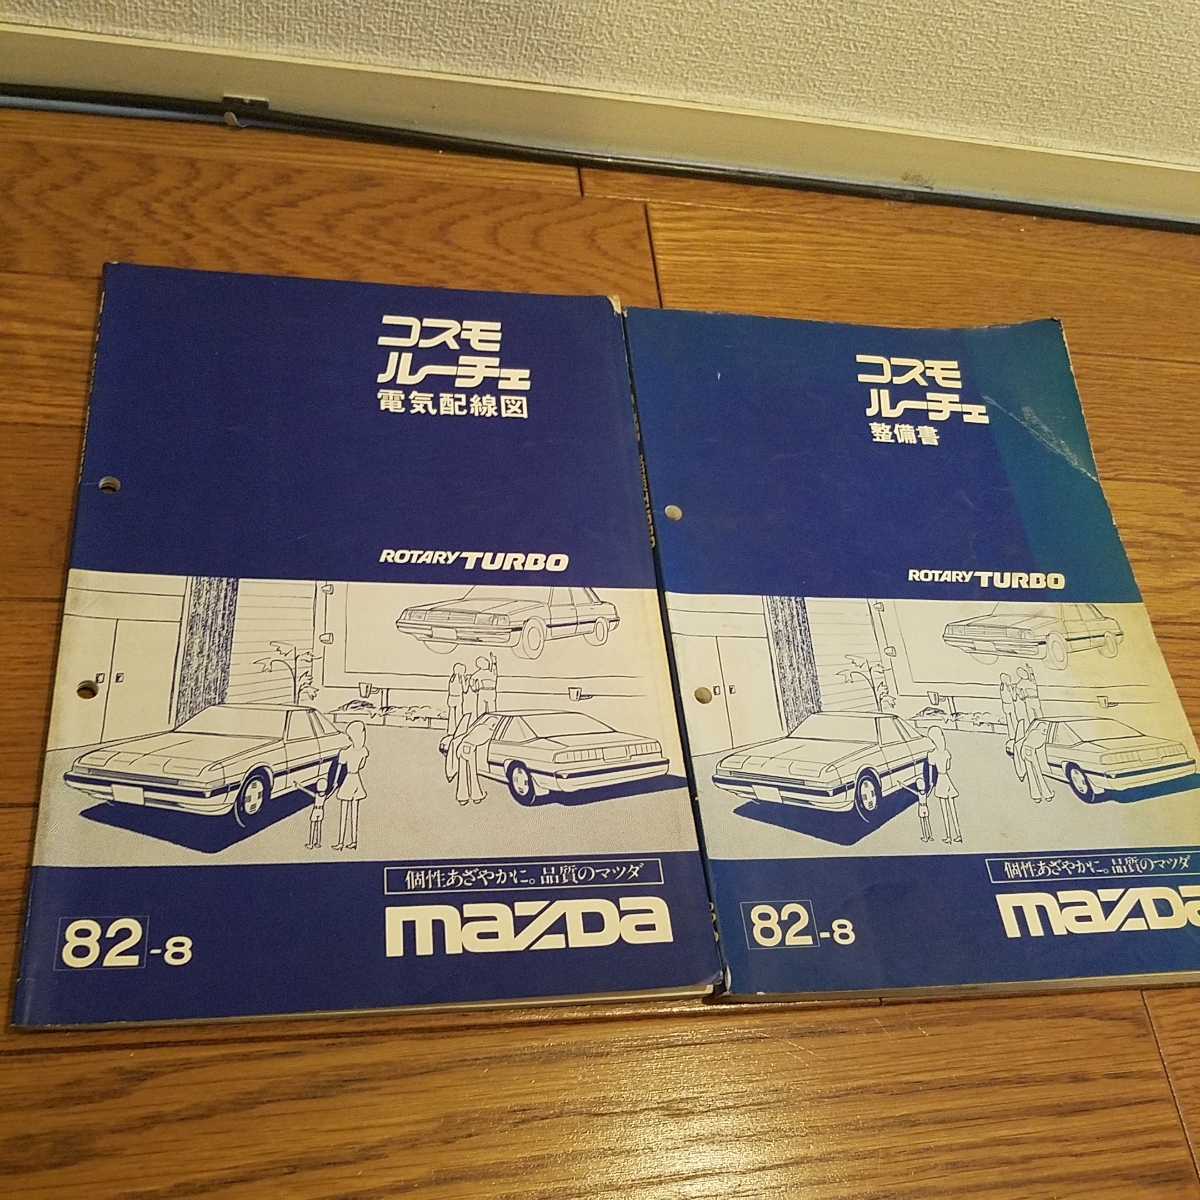 コスモ
ルーチェ
電気配線図
ROTARY TURBO
個性あざやかに。品質のマツダ
mazda
82-8
コスモ
ルーチェ
整備書
ROTARY TURBO
個性あざやかに。品質のマツダ
mazda
82-8